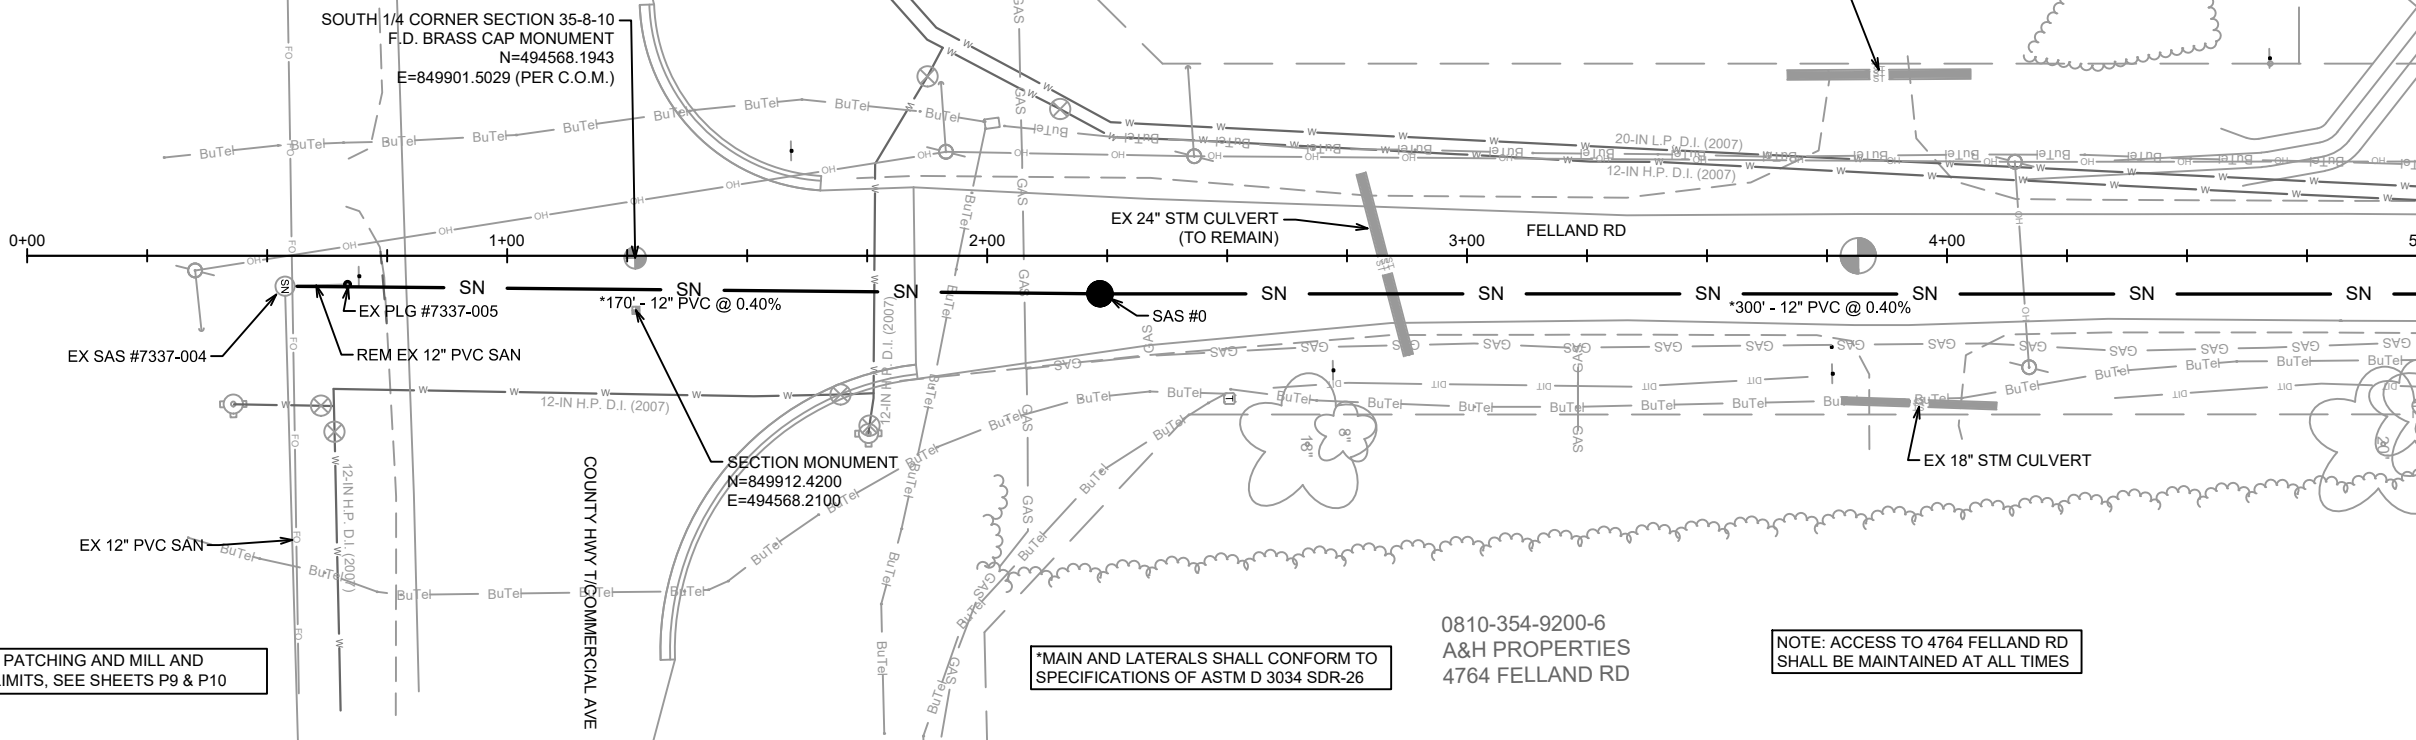 SOUTH 1/4 CORNER SECTION 35-8-10
F.D. BRASS CAP MONUMENT
N=494568.1943
E=849901.5029 (PER C.O.M.)
20-IN L.P. D.I. (2007)
12-IN H.P. D.I. (2007)
EX 24" STM CULVERT
(TO REMAIN)
FELLAND RD
0+00
1+00
2+00
3+00
4+00
5
SN
SN
SN
SN
SN
SN
SN
SN
SN
SN
*170' - 12" PVC @ 0.40%
*300' - 12" PVC @ 0.40%
EX PLG #7337-005
SAS #0
EX SAS #7337-004
REM EX 12" PVC SAN
12-IN H.P. D.I. (2007)
12-IN H.P. D.I. (2007)
12-IN H.P. D.I. (2007)
18"
8"
20"
SECTION MONUMENT
N=849912.4200
E=494568.2100
EX 18" STM CULVERT
EX 12" PVC SAN
COUNTY HWY T/COMMERCIAL AVE
PATCHING AND MILL AND
LIMITS, SEE SHEETS P9 & P10
*MAIN AND LATERALS SHALL CONFORM TO
SPECIFICATIONS OF ASTM D 3034 SDR-26
0810-354-9200-6
A&H PROPERTIES
4764 FELLAND RD
NOTE: ACCESS TO 4764 FELLAND RD
SHALL BE MAINTAINED AT ALL TIMES